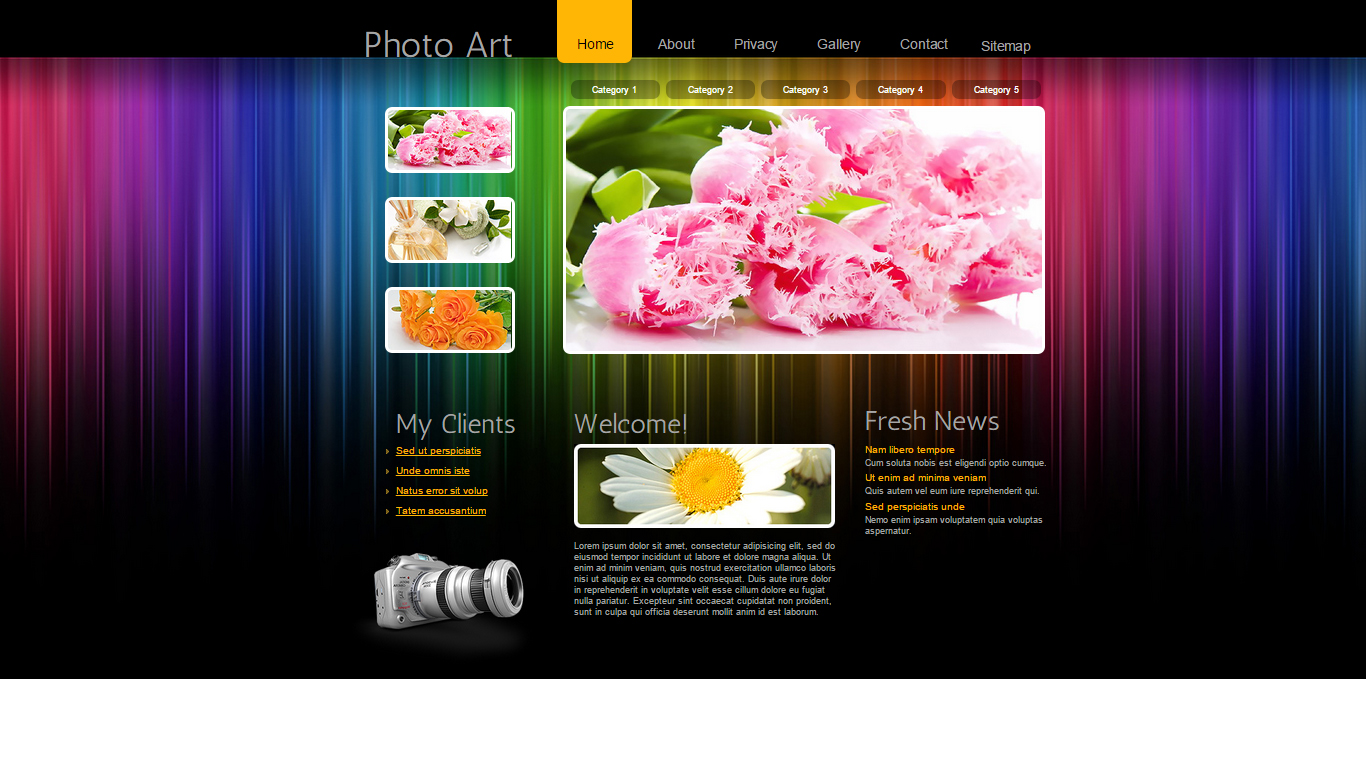 Photo Art
Home About Privacy Gallery Contact Sitemap
Category 1 Category 2 Category 3 Category 4 Category 5
My Clients
Sed ut perspiciatis
Unde omnis iste
Natus error sit volup
Tatem accusantium
Welcome!
Lorem ipsum dolor sit amet, consectetur adipisicing elit, sed do
eiusmod tempor incididunt ut labore et dolore magna aliqua. Ut
enim ad minim veniam, quis nostrud exercitation ullamco laboris
nisi ut aliquip ex ea commodo consequat. Duis aute irure dolor
in reprehenderit in voluptate velit esse cillum dolore eu fugiat
nulla pariatur. Excepteur sint occaecat cupidatat non proident,
sunt in culpa qui officia deserunt mollit anim id est laborum.
Fresh News
Nam libero tempore
Cum soluta nobis est eligendi optio cumque.
Ut enim ad minima veniam
Quis autem vel eum iure reprehenderit qui.
Sed perspiciatis unde
Nemo enim ipsam voluptatem quia voluptas
aspernatur.